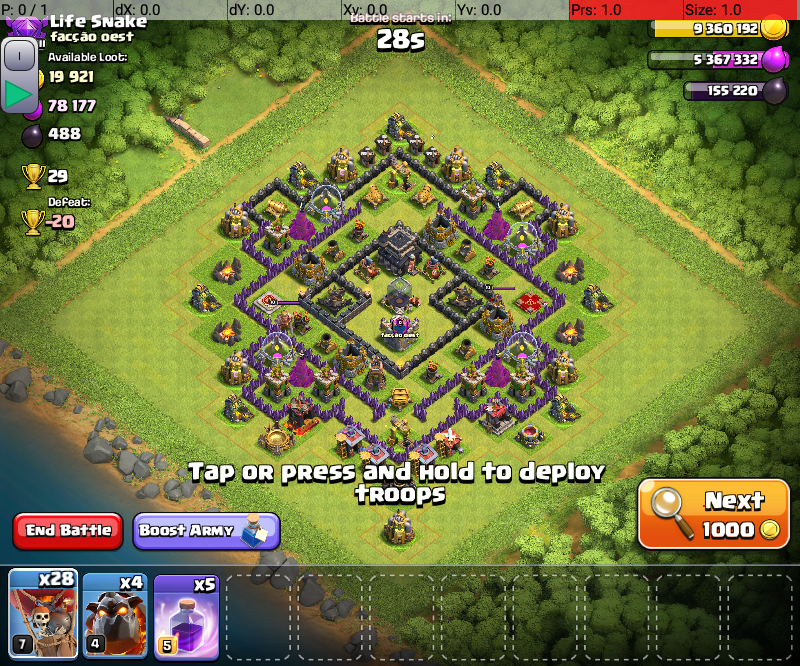 P: 0 / 1 dX: 0.0 dY: 0.0 Xv: 0.0 Yv: 0.0 Prs: 1.0 Size: 1.0
Life Snake
facção oest
Battle starts in:
28s
9 360 192
5 367 332
155 220
Available Loot:
19 921
78 177
488
29
Defeat:
-20
facção oest
Tap or press and hold to deploy
troops
End Battle
Boost Army
Next
1000
x28 x4 x5
7 4 5